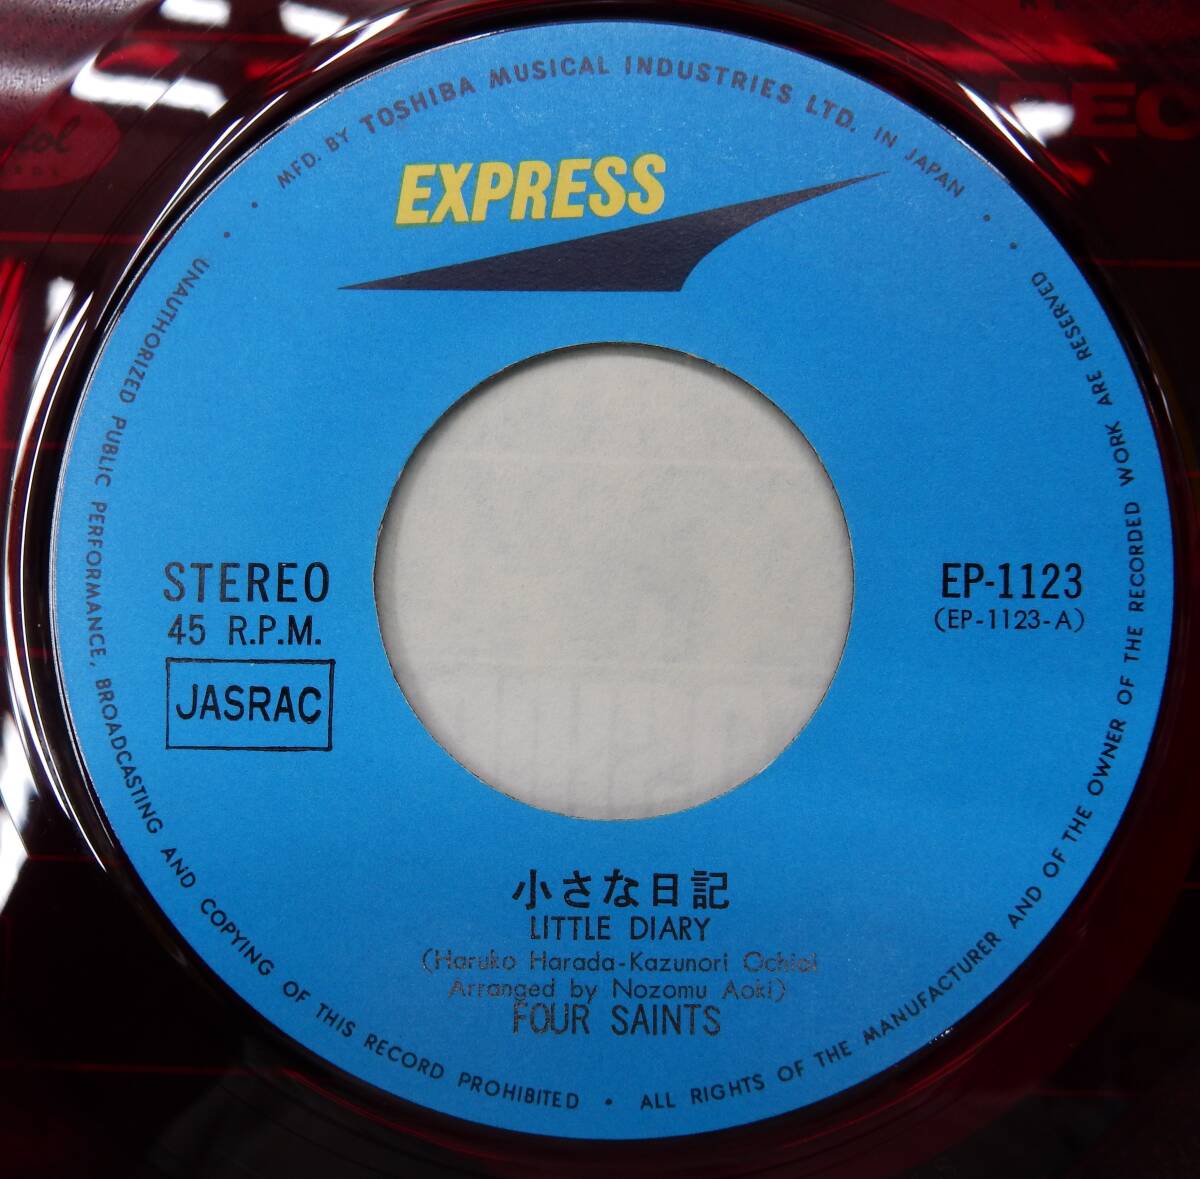 MFD. BY TOSHIBA MUSICAL INDUSTRIES LTD. IN JAPAN
EXPRESS
STEREO
45 R.P.M.
JASRAC
EP-1123
(EP-1123-A)
小さな日記
LITTLE DIARY
(Haruko Harada-Kazunori Ochiai
Arranged by Nozomu Aoki)
FOUR SAINTS
• UNAUTHORIZED PUBLIC PERFORMANCE, BROADCASTING AND COPYING OF THIS RECORD PROHIBITED • ALL RIGHTS OF THE MANUFACTURER AND OF THE OWNER OF THE RECORDED WORK ARE RESERVED •